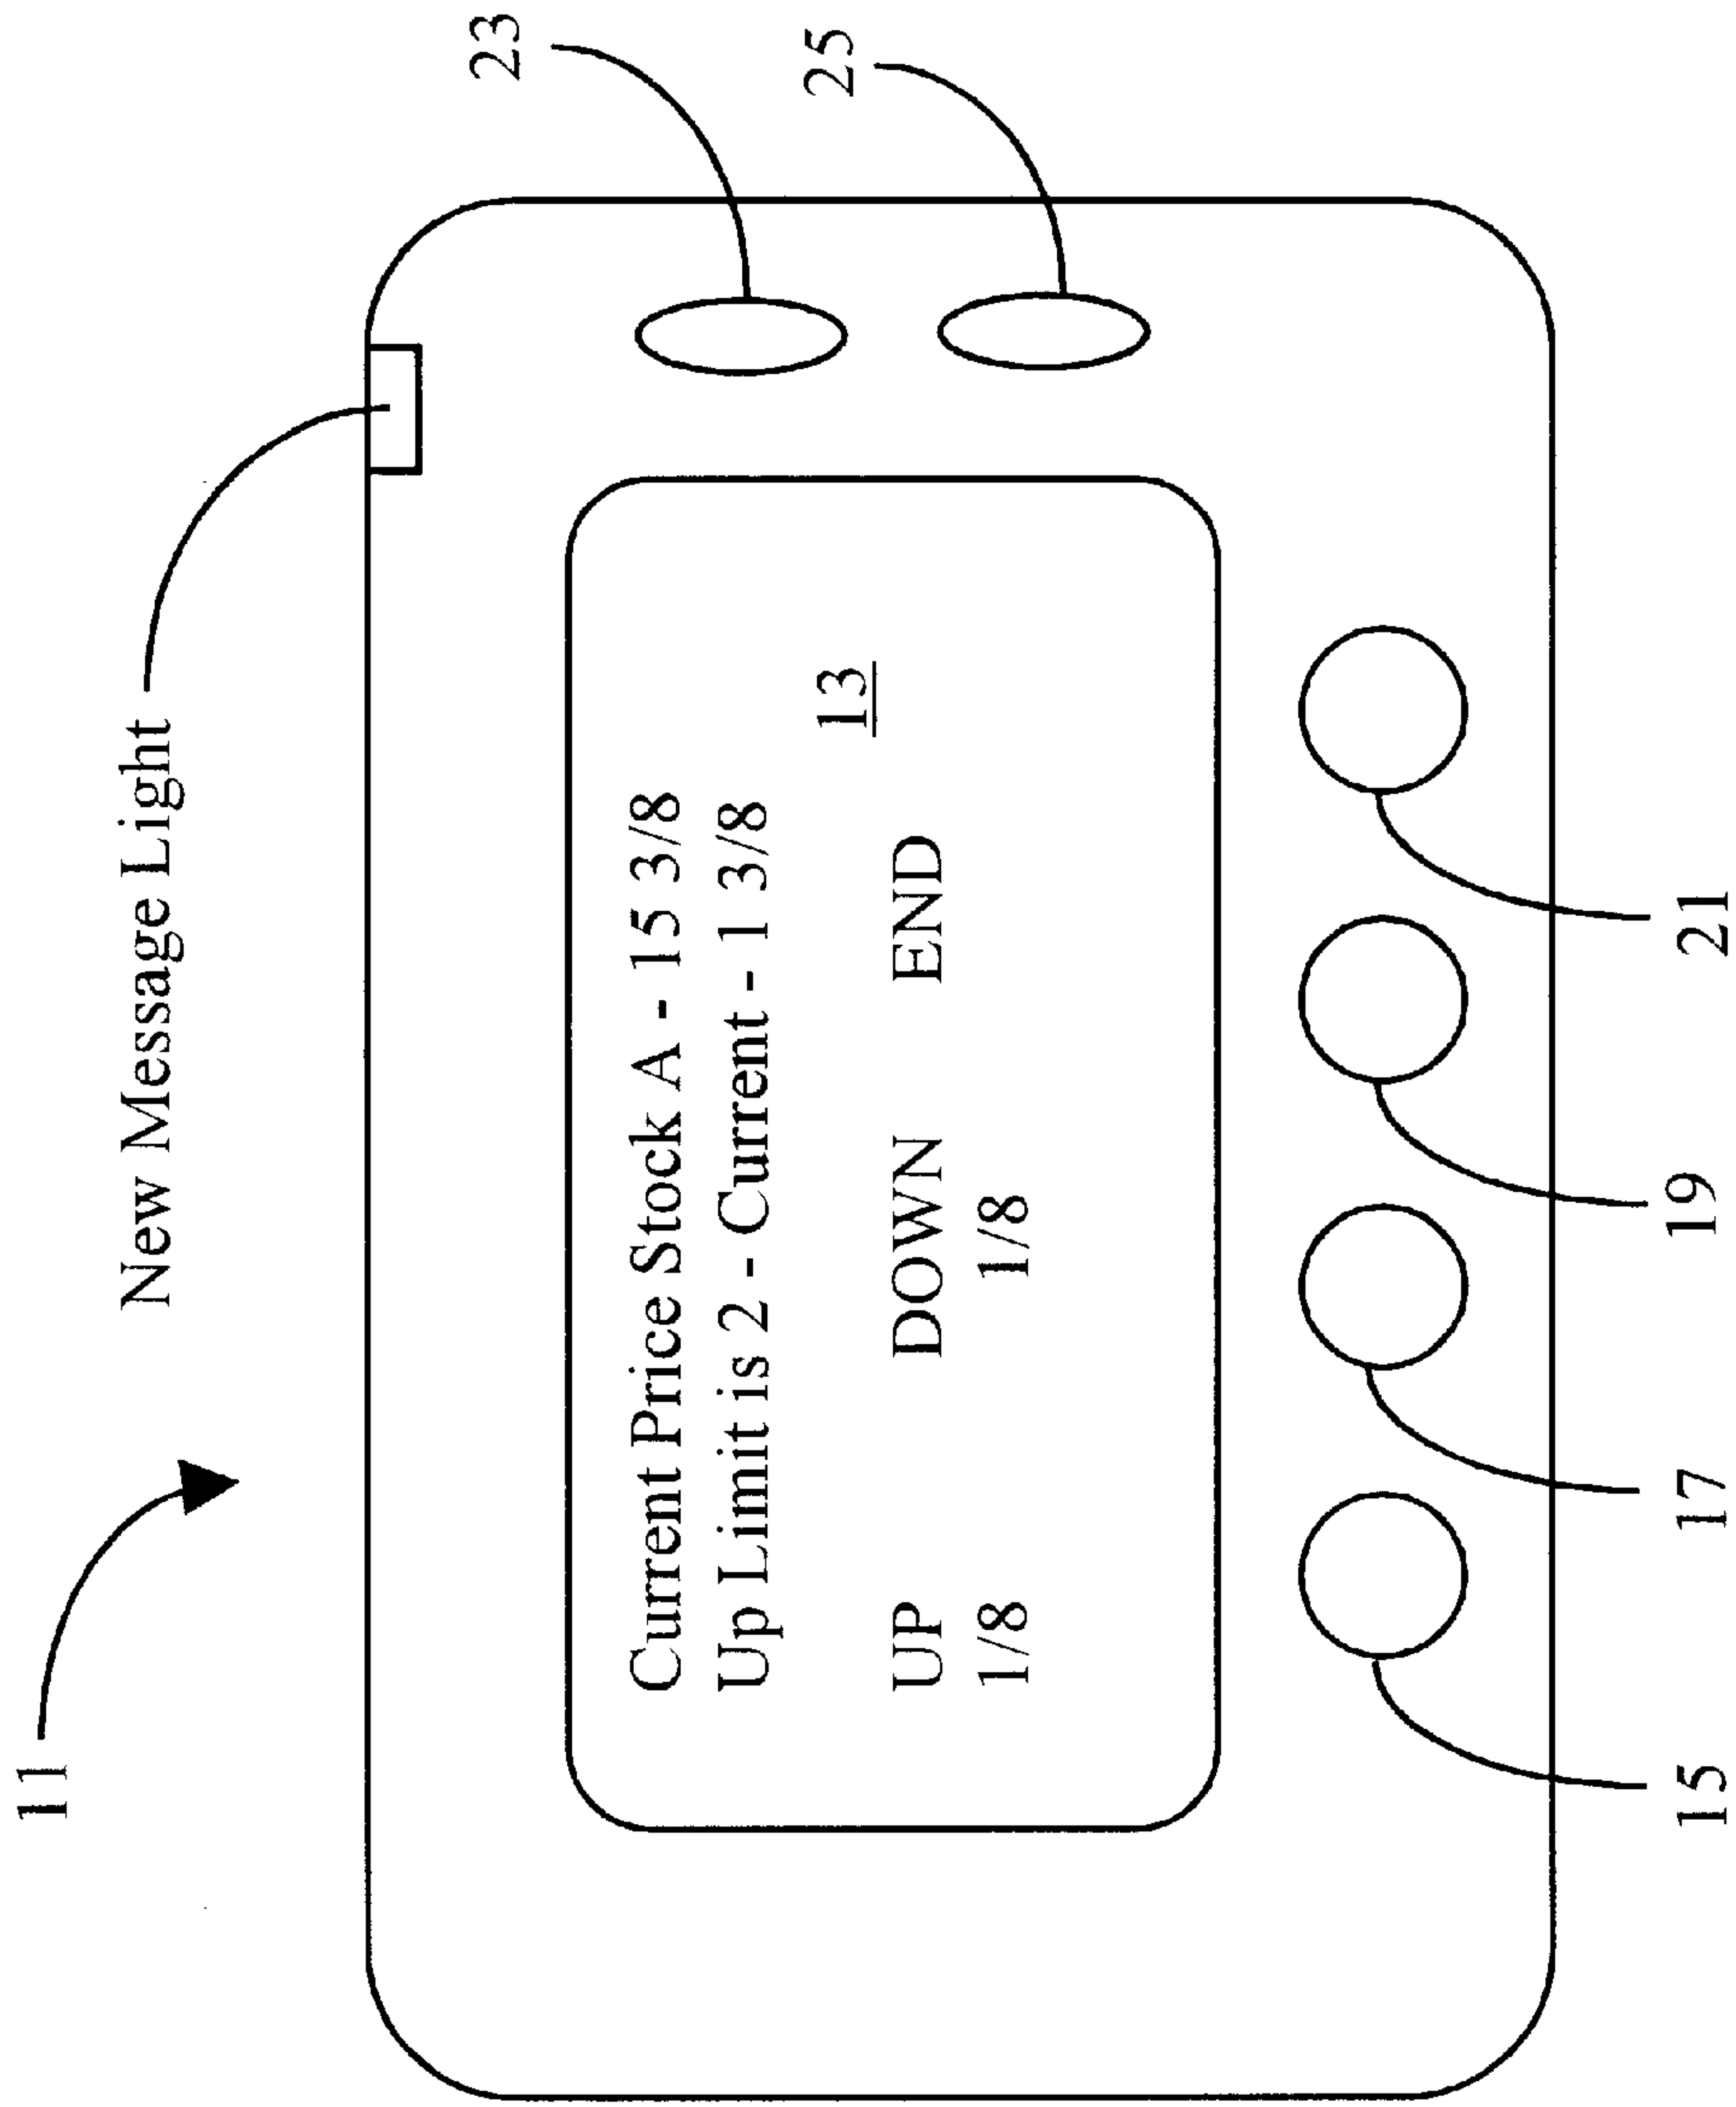 11
New Message Light
23
25
Current Price Stock A - 15 3/8
Up Limit is 2 - Current - 1 3/8
13
UP DOWN END
1/8 1/8
15 17 19 21